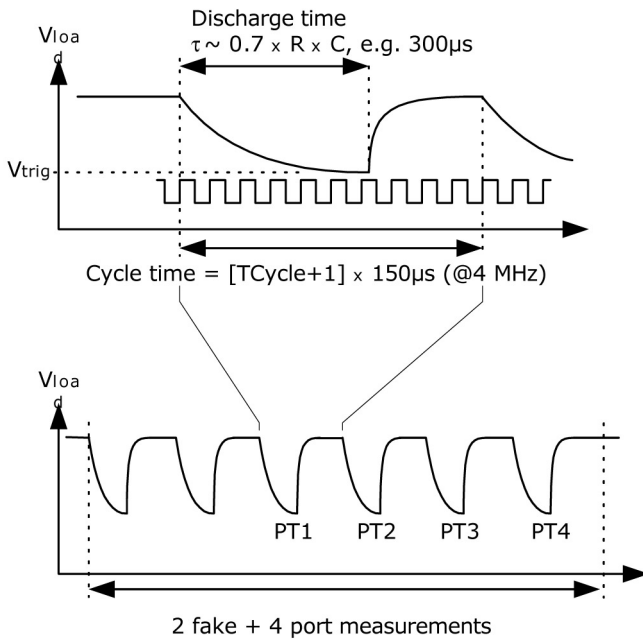 Discharge time
τ~ 0.7 x R x C, e.g. 300µs
Vloa
d
Vtrig
Cycle time = [TCycle+1] x 150µs (@4 MHz)
Vloa
d
PT1 PT2 PT3 PT4
2 fake + 4 port measurements